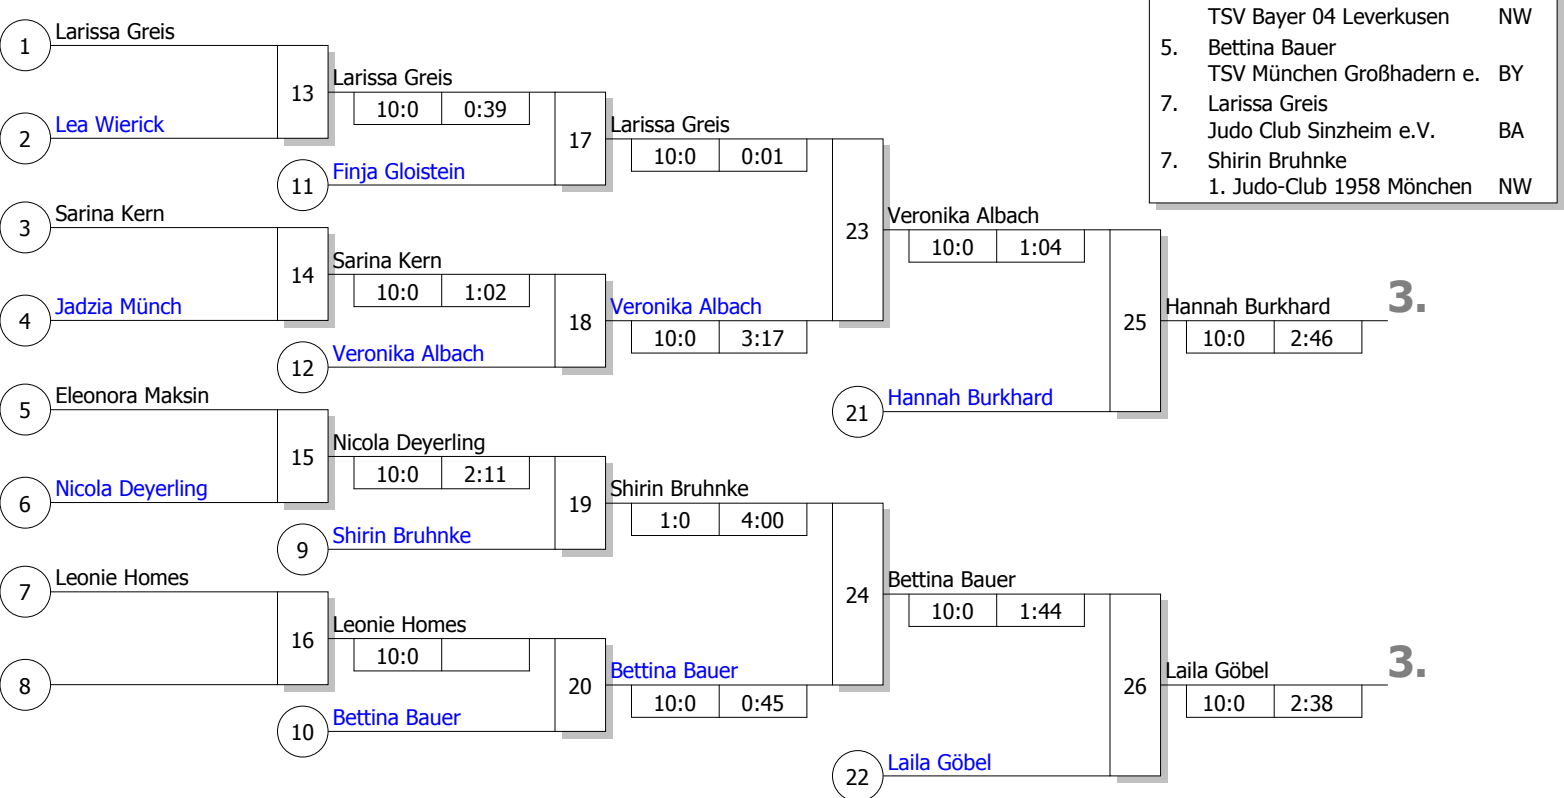 TSV Bayer 04 Leverkusen NW
5. Bettina Bauer
TSV München Großhadern e. BY
7. Larissa Greis
Judo Club Sinzheim e.V. BA
7. Shirin Bruhnke
1. Judo-Club 1958 Mönchen NW
1 Larissa Greis
13
2 Lea Wierick
Larissa Greis
10:0 0:39
17
11 Finja Gloistein
Larissa Greis
10:0 0:01
3 Sarina Kern
14
4 Jadzia Münch
Sarina Kern
10:0 1:02
18
12 Veronika Albach
Veronika Albach
10:0 3:17
23
Veronika Albach
10:0 1:04
25
21 Hannah Burkhard
Hannah Burkhard 3.
10:0 2:46
5 Eleonora Maksin
15
6 Nicola Deyerling
Nicola Deyerling
10:0 2:11
19
9 Shirin Bruhnke
Shirin Bruhnke
1:0 4:00
7 Leonie Homes
16
8
Leonie Homes
10:0
20
10 Bettina Bauer
Bettina Bauer
10:0 0:45
24
Bettina Bauer
10:0 1:44
26
22 Laila Göbel
Laila Göbel 3.
10:0 2:38